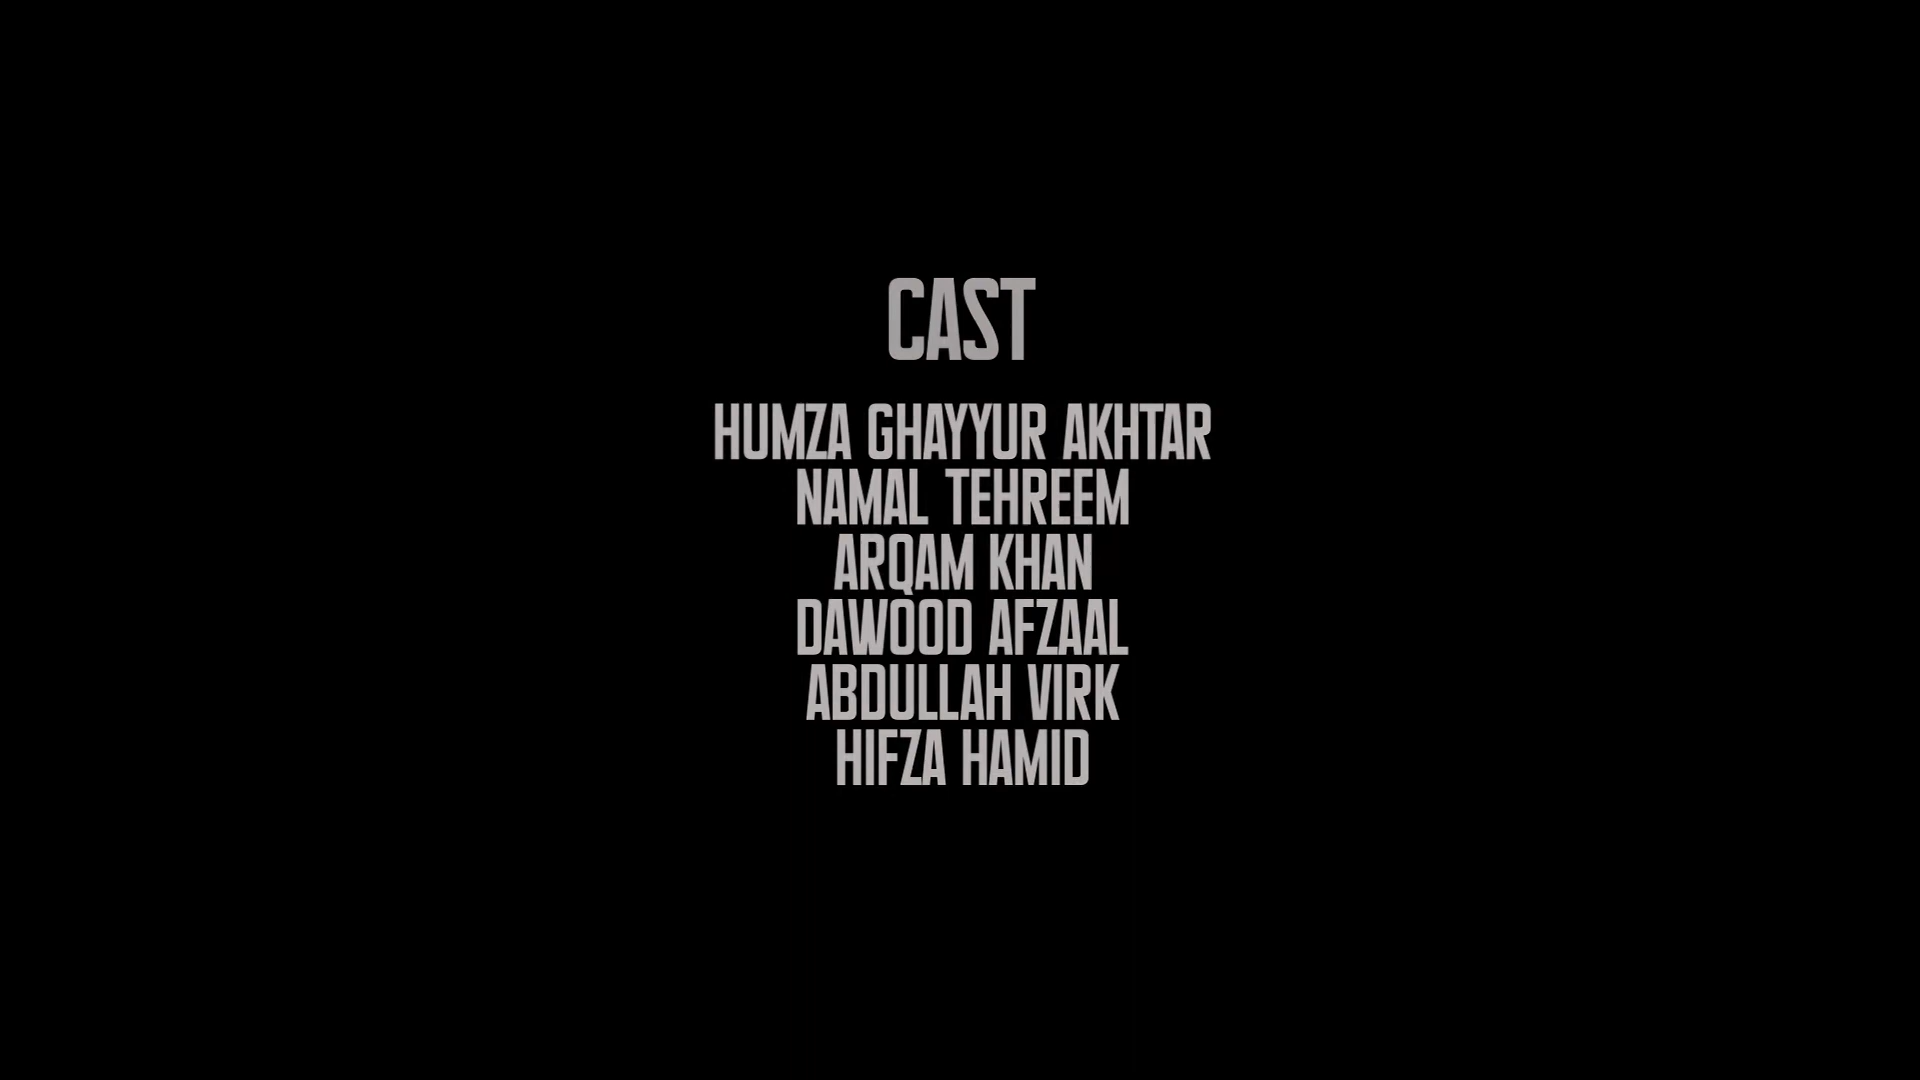 CAST
HUMZA GHAYYUR AKHTAR
NAMAL TEHREEM
ARQAM KHAN
DAWOOD AFZAAL
ABDULLAH VIRK
HIFZA HAMID